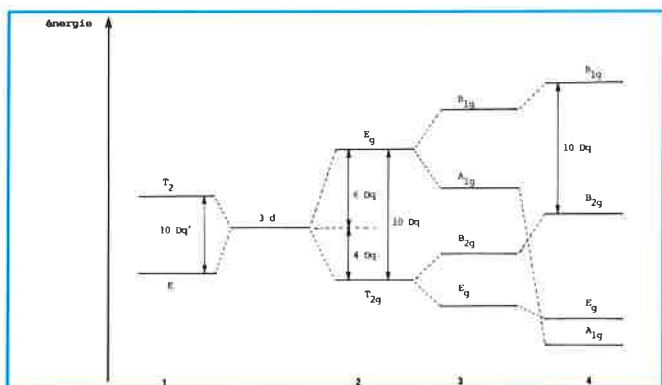 énergie
B1g
B1g
Eg
10 Dq
A1g
T2
6 Dq
3 d
10 Dq
B2g
10 Dq'
B2g
4 Dq
E
T2g
Eg
Eg
A1g
1
2
3
4